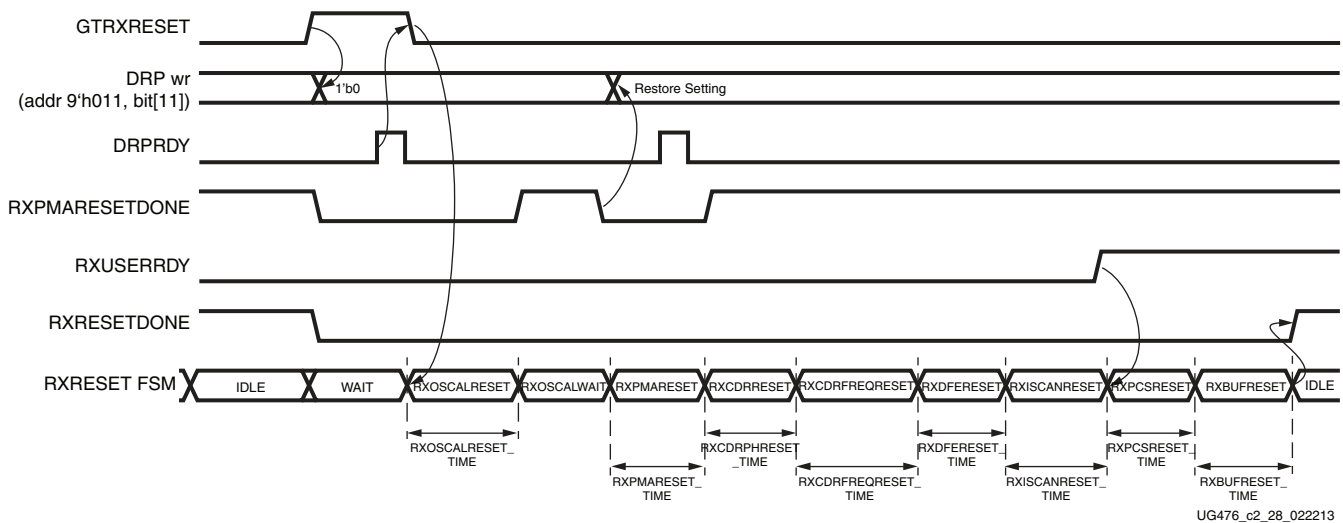 GTRXRESET
DRP wr
(addr 9‘h011, bit[11])
1'b0
Restore Setting
DRPRDY
RXPMARESETDONE
RXUSERRDY
RXRESETDONE
RXRESET FSM
IDLE
WAIT
RXOSCALRESET
RXOSCALWAIT
RXPMARESET
RXCDRRESET
RXCDRFREQRESET
RXDFERESET
RXISCANRESET
RXPCSRESET
RXBUFRESET
IDLE
RXOSCALRESET_
TIME
RXCDRPHRESET
_TIME
RXDFERESET_
TIME
RXPCSRESET_
TIME
RXPMARESET_
TIME
RXCDRFREQRESET_
TIME
RXISCANRESET_
TIME
RXBUFRESET_
TIME
UG476_c2_28_022213